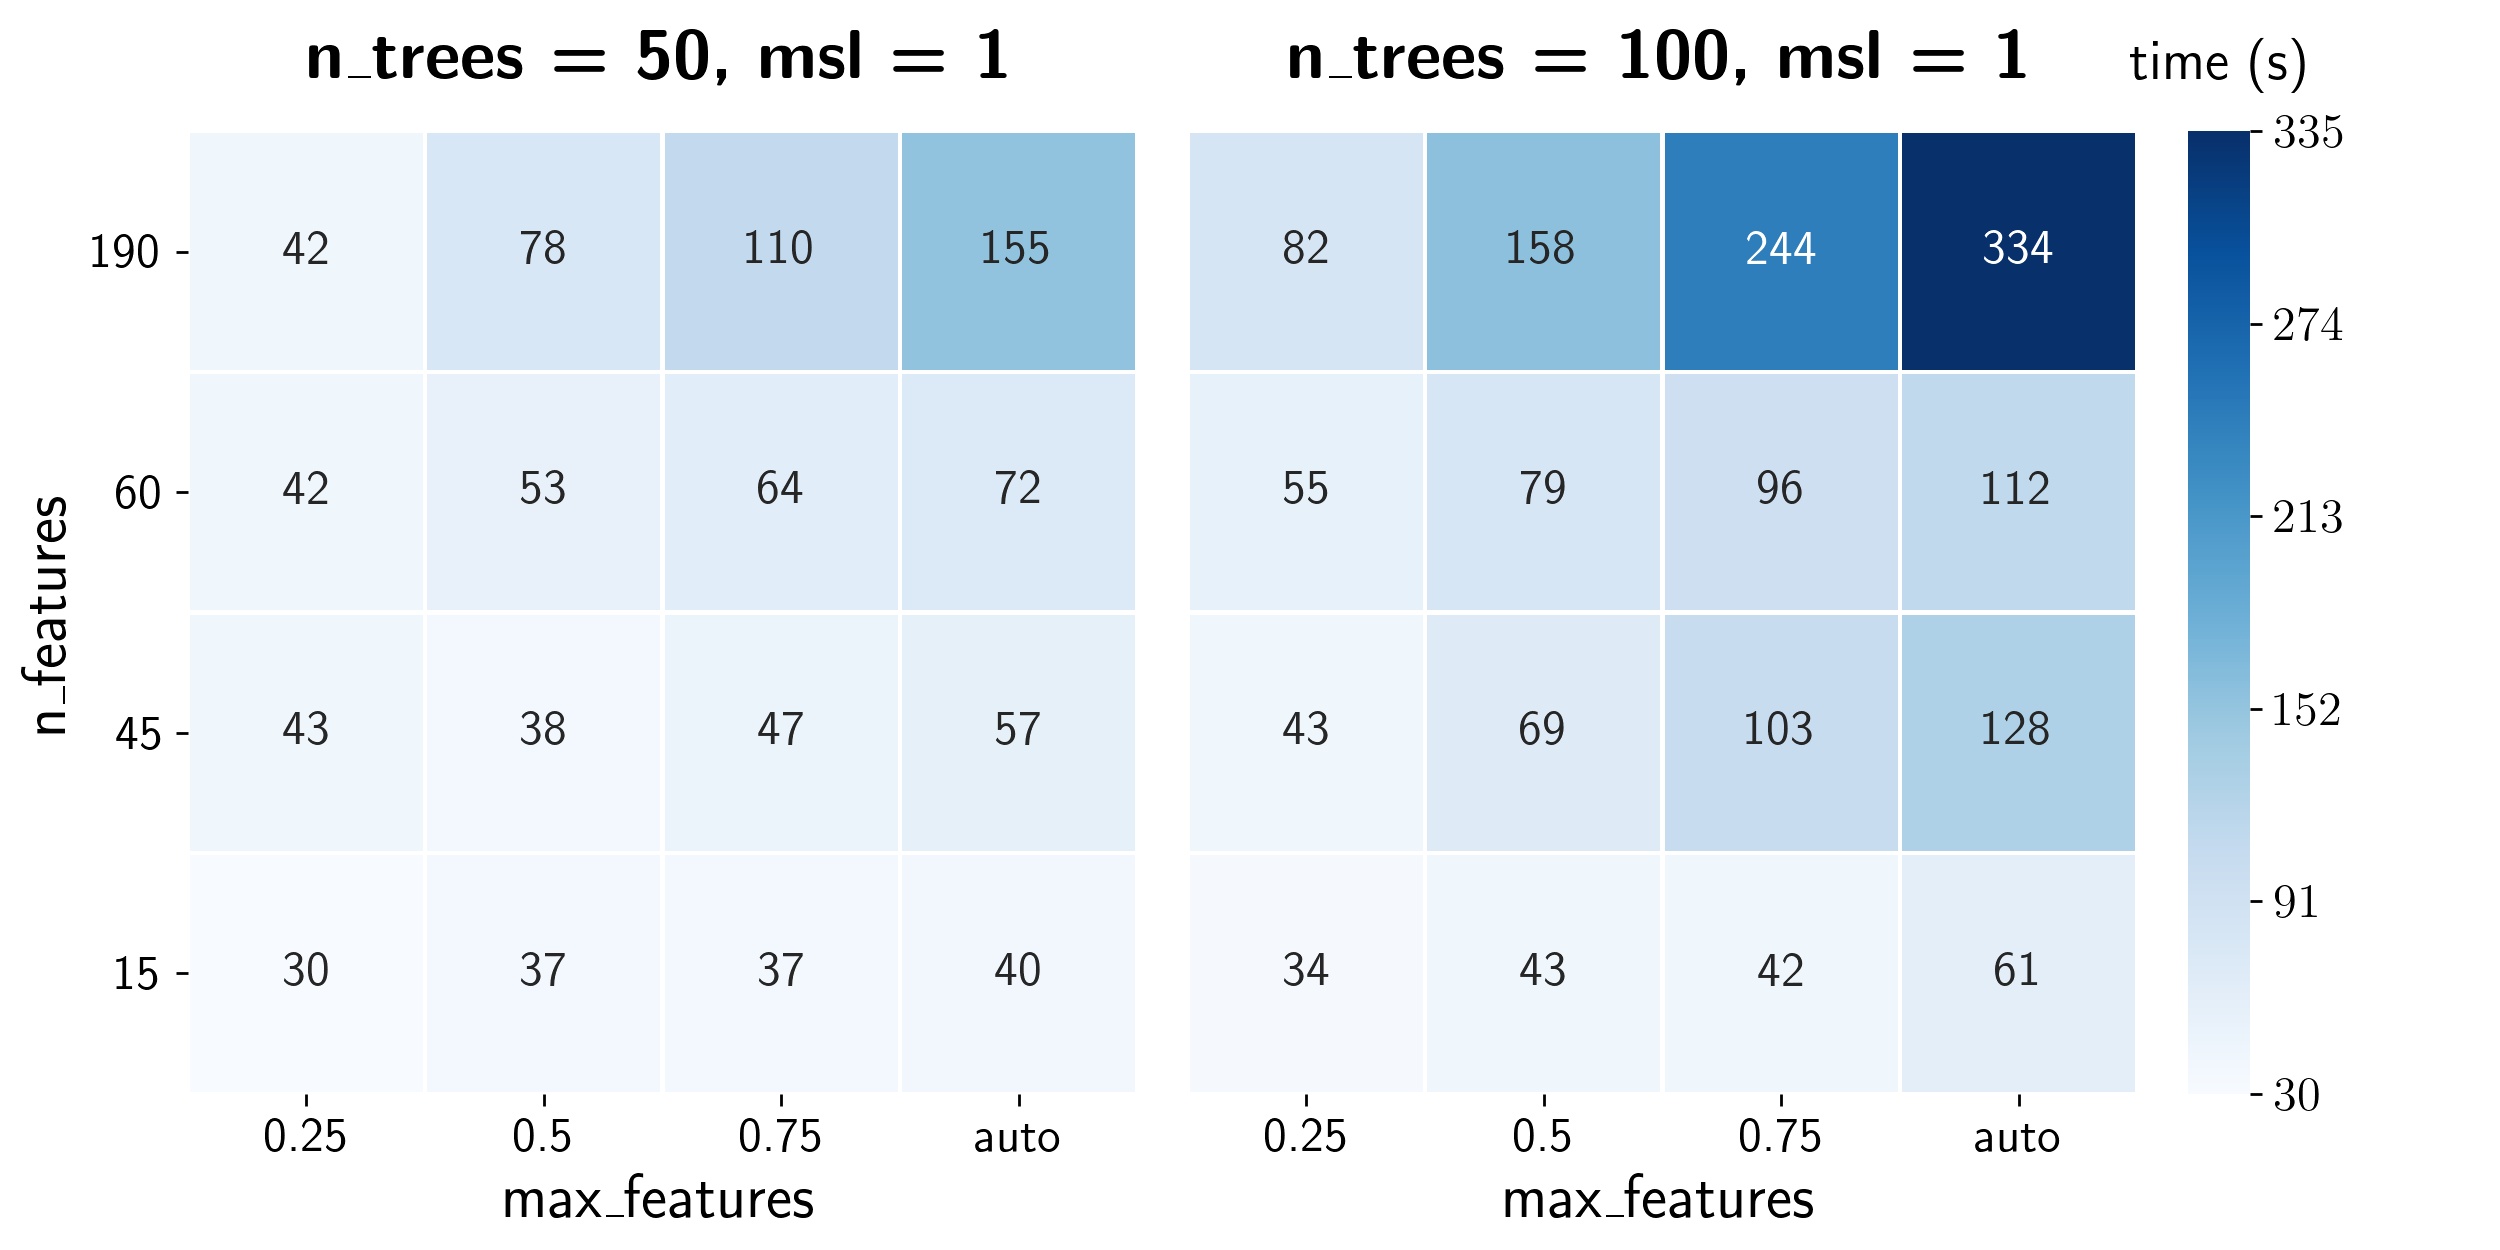 n_trees = 50, msl = 1
n_trees = 100, msl = 1
time (s)
n_features
190 42 78 110 155 82 158 244 334
60 42 53 64 72 55 79 96 112
45 43 38 47 57 43 69 103 128
15 30 37 37 40 34 43 42 61
0.25 0.5 0.75 auto 0.25 0.5 0.75 auto
max_features max_features
335
274
213
152
91
30